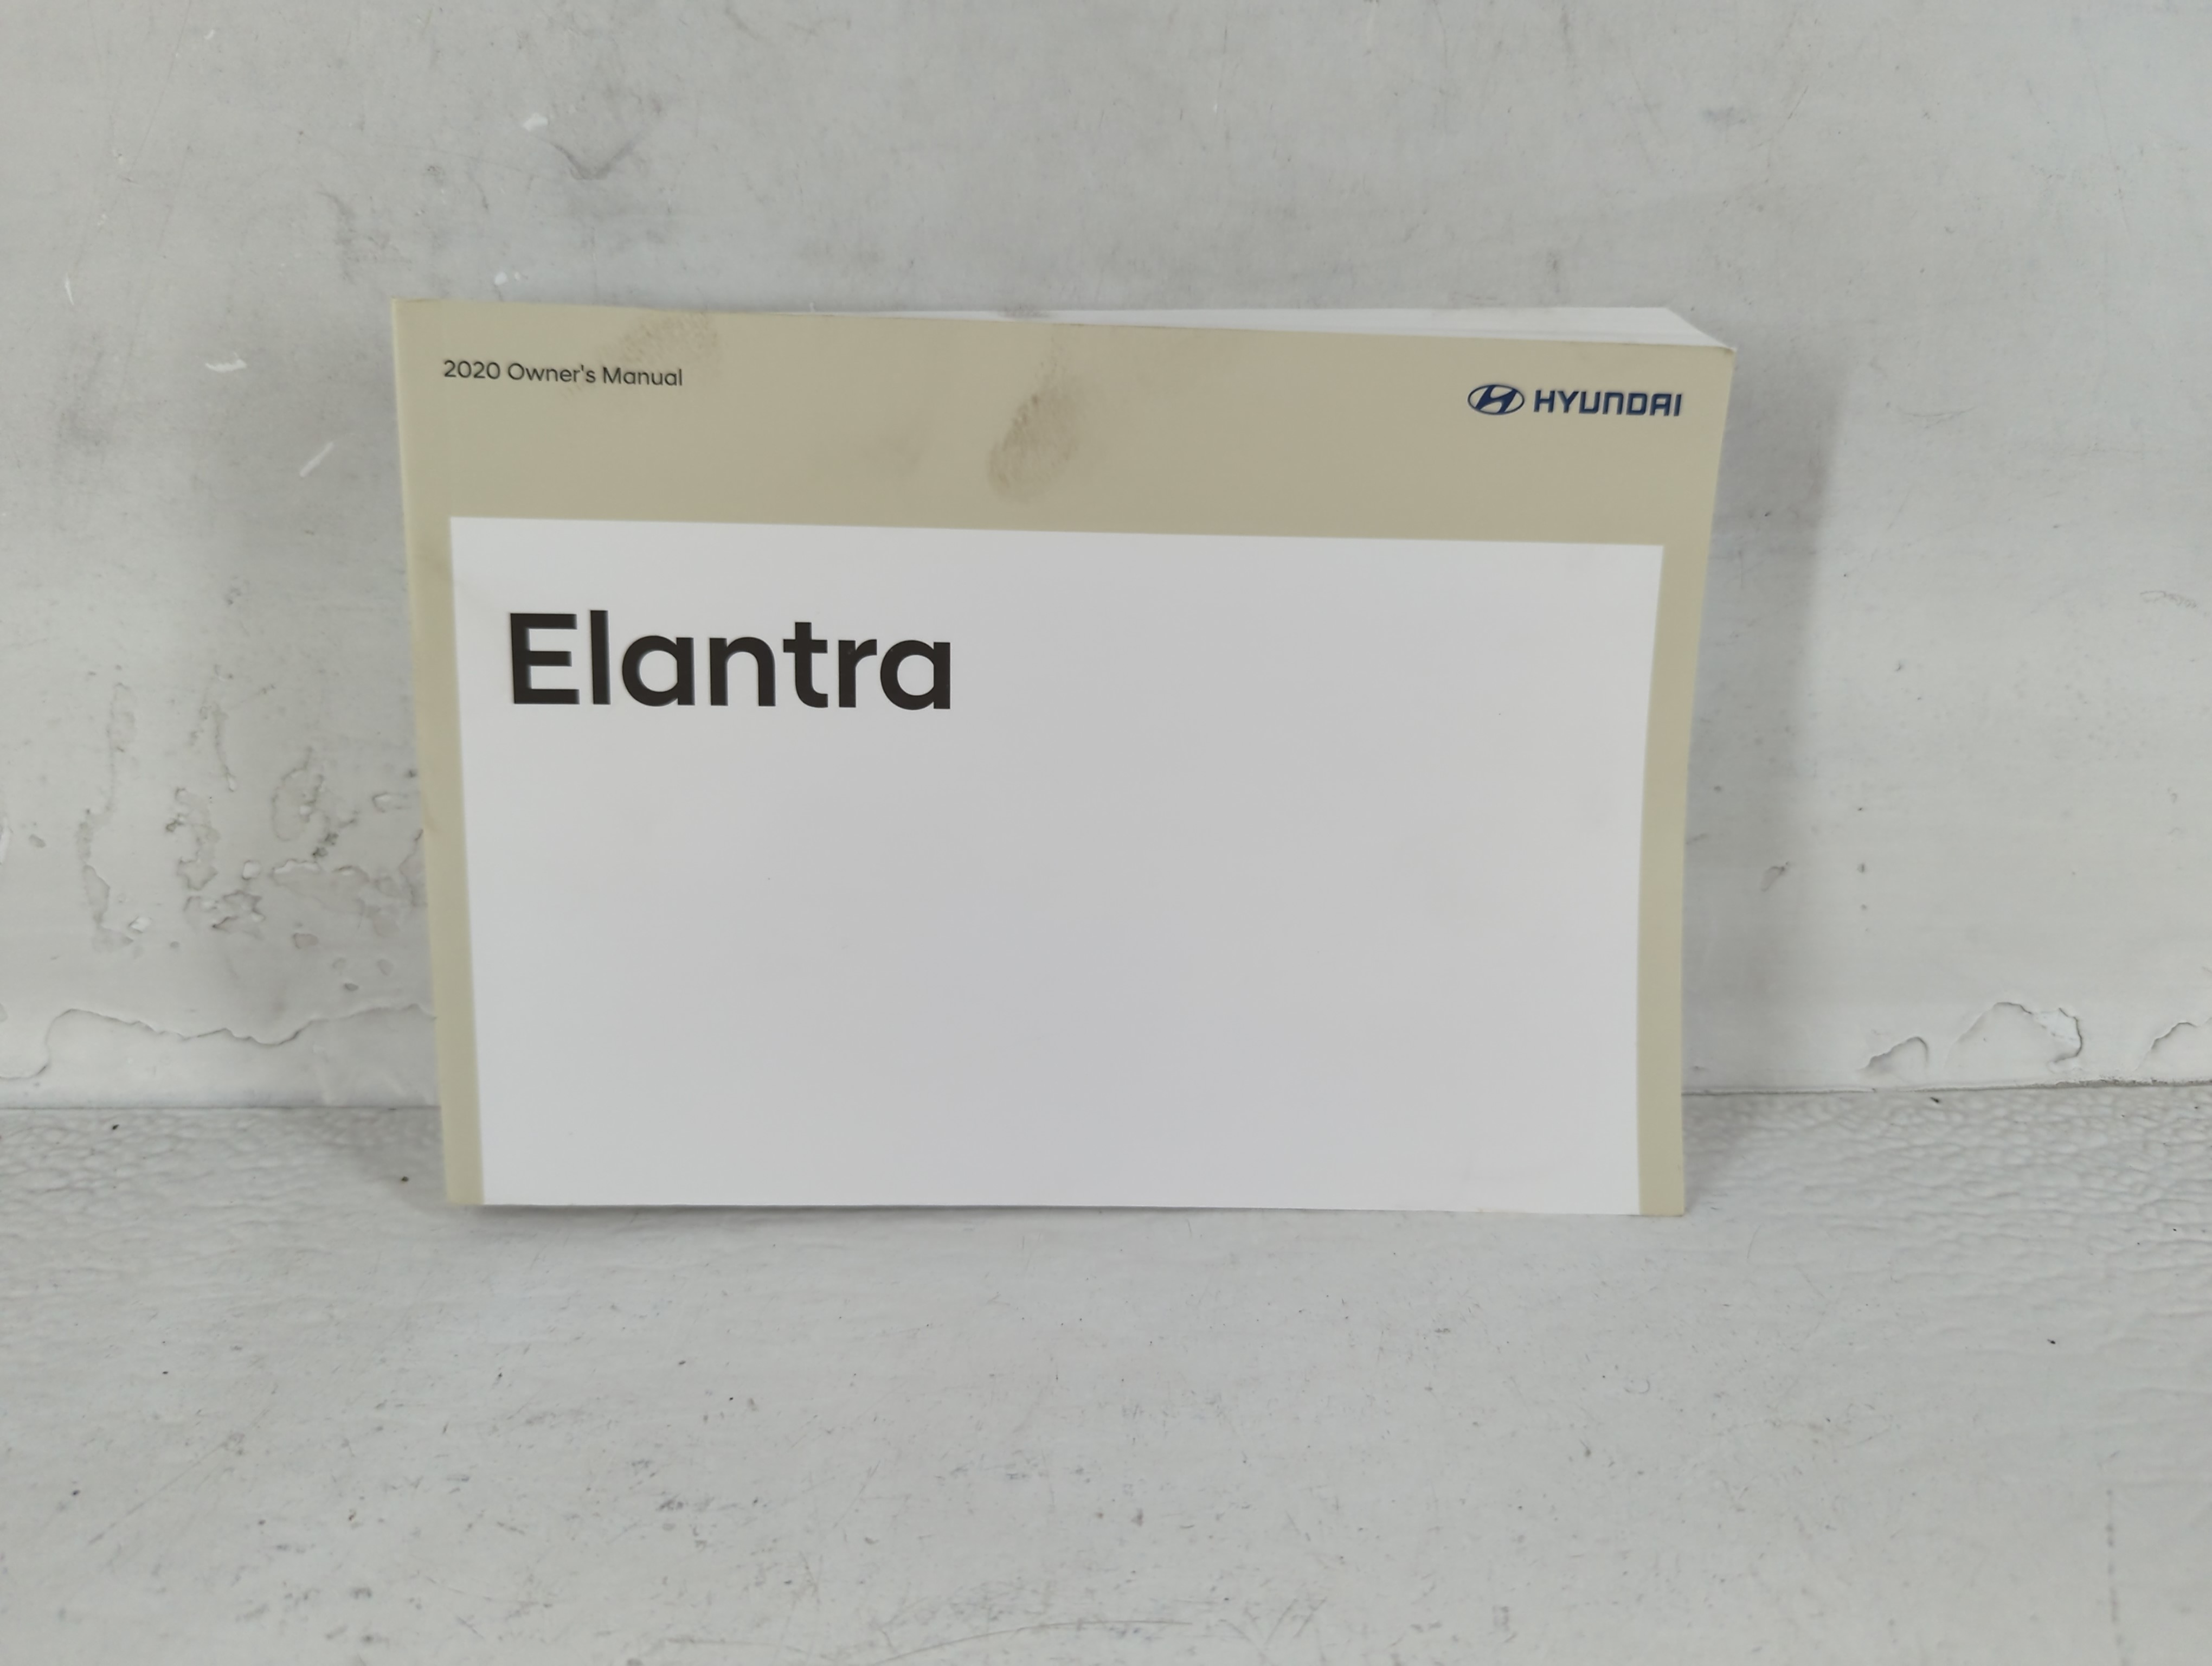 2020 Owner's Manual
HYUNDAI
Elantra